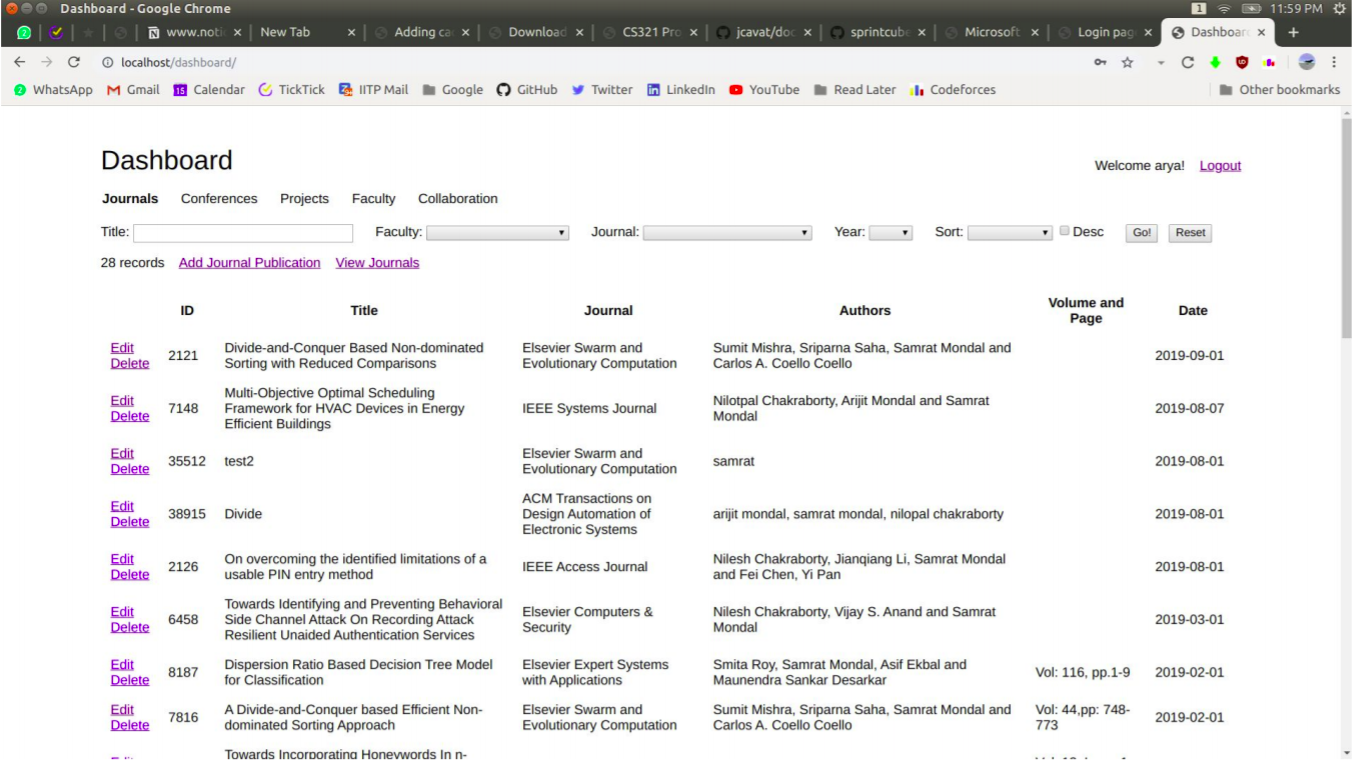 Dashboard - Google Chrome
1 11:59 PM
www.noti New Tab Adding ca Download CS321 Pro jcavat/doc sprintcube Microsoft Login page Dashboar
localhost/dashboard/
WhatsApp Gmail 15 Calendar TickTick IITP Mail Google GitHub Twitter LinkedIn YouTube Read Later Codeforces Other bookmarks
Dashboard
Welcome arya! Logout
Journals Conferences Projects Faculty Collaboration
Title: Faculty: Journal: Year: Sort: Desc Go! Reset
28 records Add Journal Publication View Journals
ID Title Journal Authors Volume and Page Date
Edit Delete 2121 Divide-and-Conquer Based Non-dominated Sorting with Reduced Comparisons Elsevier Swarm and Evolutionary Computation Sumit Mishra, Sriparna Saha, Samrat Mondal and Carlos A. Coello Coello 2019-09-01
Edit Delete 7148 Multi-Objective Optimal Scheduling Framework for HVAC Devices in Energy Efficient Buildings IEEE Systems Journal Nilotpal Chakraborty, Arijit Mondal and Samrat Mondal 2019-08-07
Edit Delete 35512 test2 Elsevier Swarm and Evolutionary Computation samrat 2019-08-01
Edit Delete 38915 Divide ACM Transactions on Design Automation of Electronic Systems arijit mondal, samrat mondal, nilopal chakraborty 2019-08-01
Edit Delete 2126 On overcoming the identified limitations of a usable PIN entry method IEEE Access Journal Nilesh Chakraborty, Jianqiang Li, Samrat Mondal and Fei Chen, Yi Pan 2019-08-01
Edit Delete 6458 Towards Identifying and Preventing Behavioral Side Channel Attack On Recording Attack Resilient Unaided Authentication Services Elsevier Computers & Security Nilesh Chakraborty, Vijay S. Anand and Samrat Mondal 2019-03-01
Edit Delete 8187 Dispersion Ratio Based Decision Tree Model for Classification Elsevier Expert Systems with Applications Smita Roy, Samrat Mondal, Asif Ekbal and Maunendra Sankar Desarkar Vol: 116, pp.1-9 2019-02-01
Edit Delete 7816 A Divide-and-Conquer based Efficient Non-dominated Sorting Approach Elsevier Swarm and Evolutionary Computation Sumit Mishra, Sriparna Saha, Samrat Mondal and Carlos A. Coello Coello Vol: 44,pp: 748-773 2019-02-01
Towards Incorporating Honeywords In n-